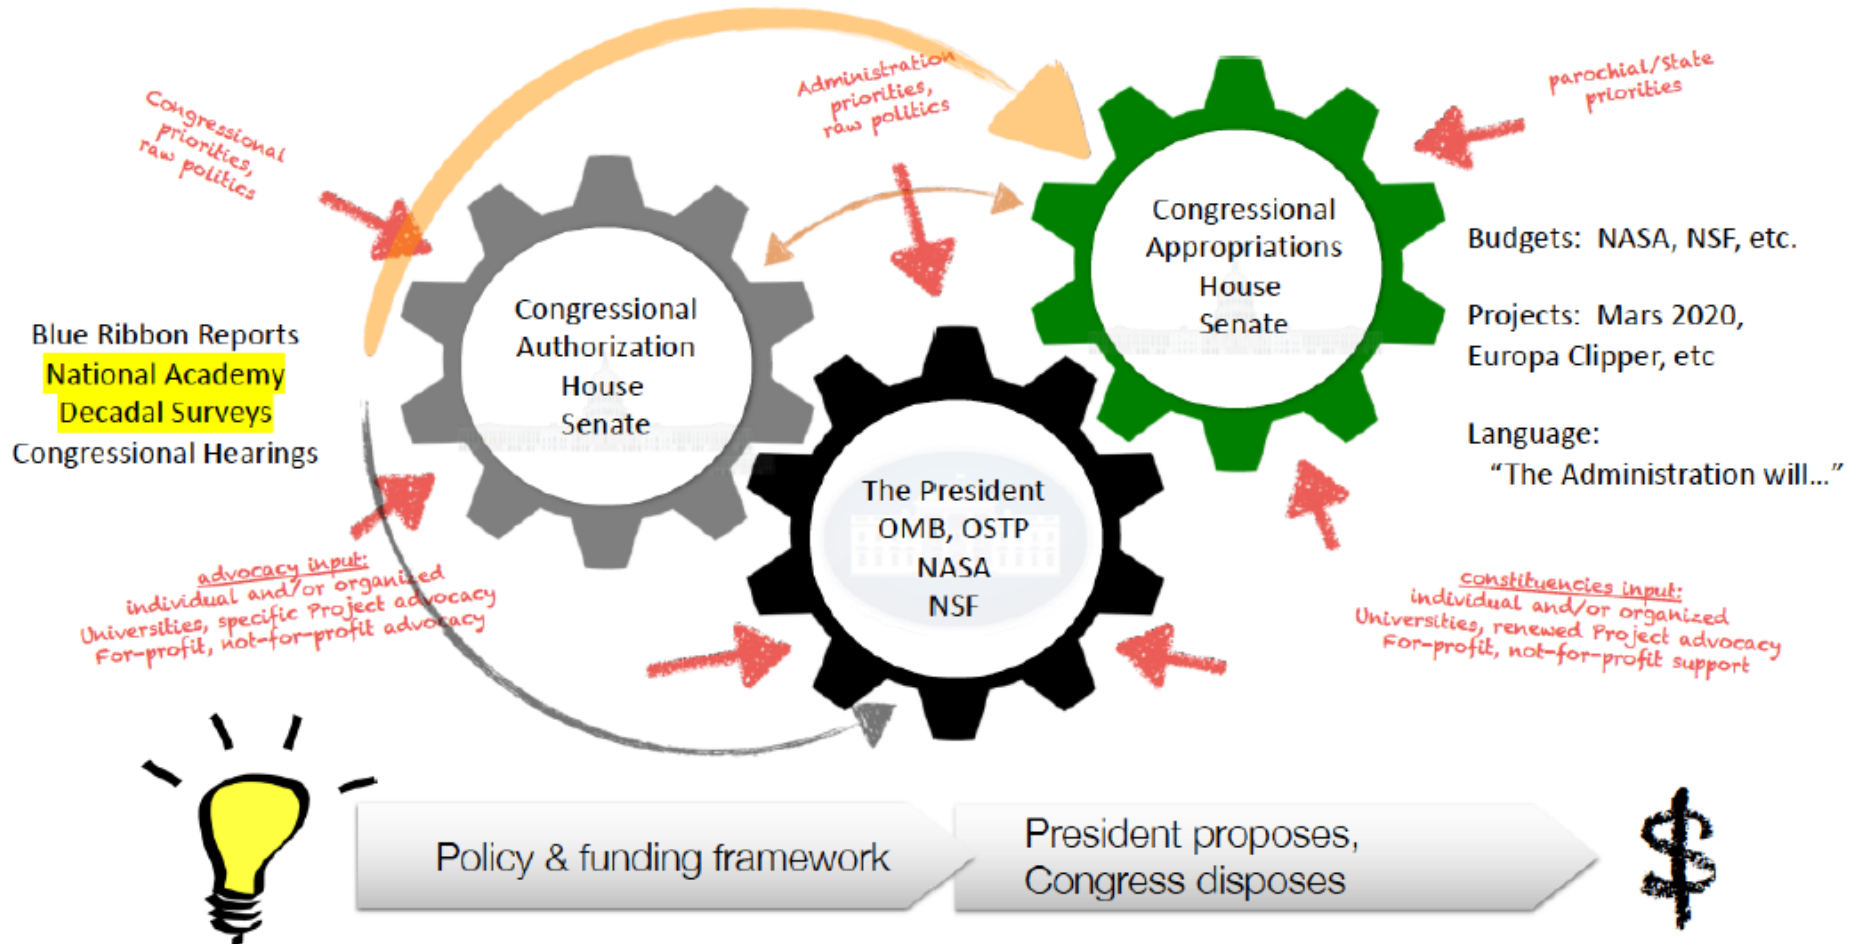 Congressional
priorities,
raw politics
Administration
priorities,
raw politics
parochial/State
priorities
Blue Ribbon Reports
National Academy
Decadal Surveys
Congressional Hearings
Congressional
Authorization
House
Senate
The President
OMB, OSTP
NASA
NSF
Congressional
Appropriations
House
Senate
Budgets: NASA, NSF, etc.
Projects: Mars 2020,
Europa Clipper, etc
Language:
“The Administration will...”
advocacy input:
individual and/or organized
Universities, specific Project advocacy
For-profit, not-for-profit advocacy
constituencies input:
individual and/or organized
Universities, renewed Project advocacy
For-profit, not-for-profit support
Policy & funding framework
President proposes,
Congress disposes
$